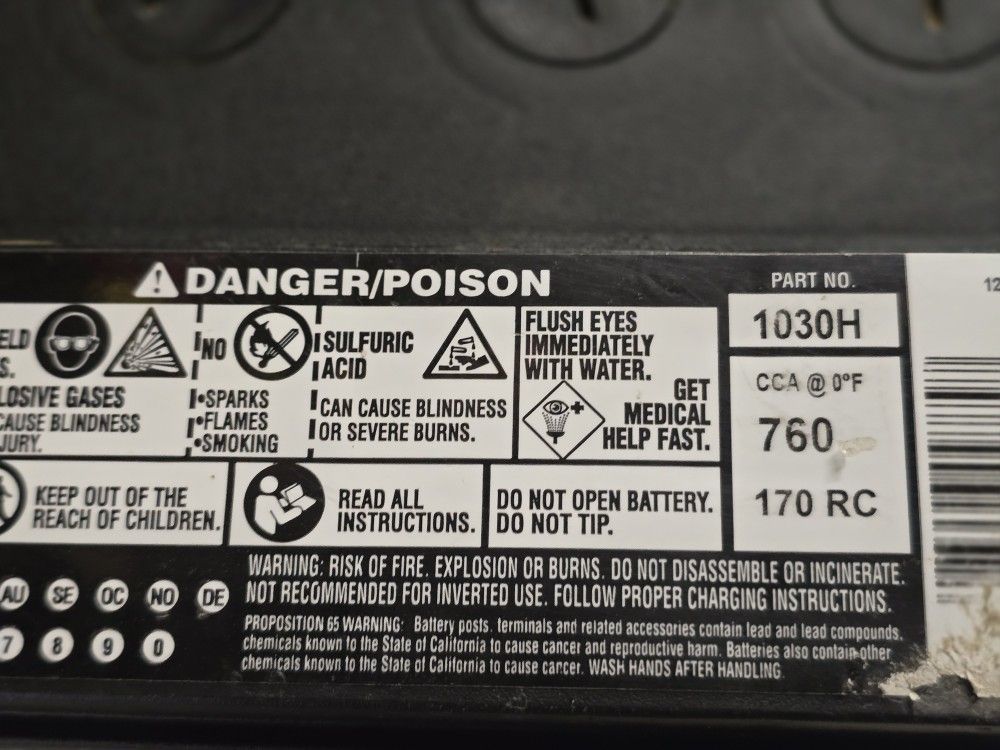 DANGER/POISON
PART NO.
12
1030H
ELD
S.
LOSIVE GASES
CAUSE BLINDNESS
JURY.
NO
•SPARKS
•FLAMES
•SMOKING
SULFURIC
ACID
CAN CAUSE BLINDNESS
OR SEVERE BURNS.
FLUSH EYES
IMMEDIATELY
WITH WATER.
GET
MEDICAL
HELP FAST.
CCA @ 0°F
760
170 RC
KEEP OUT OF THE
REACH OF CHILDREN.
READ ALL
INSTRUCTIONS.
DO NOT OPEN BATTERY.
DO NOT TIP.
AU SE OC NO DE
7 8 9 0
WARNING: RISK OF FIRE. EXPLOSION OR BURNS. DO NOT DISASSEMBLE OR INCINERATE.
NOT RECOMMENDED FOR INVERTED USE. FOLLOW PROPER CHARGING INSTRUCTIONS.
PROPOSITION 65 WARNING: Battery posts, terminals and related accessories contain lead and lead compounds,
chemicals known to the State of California to cause cancer and reproductive harm. Batteries also contain other
chemicals known to the State of California to cause cancer. WASH HANDS AFTER HANDLING.